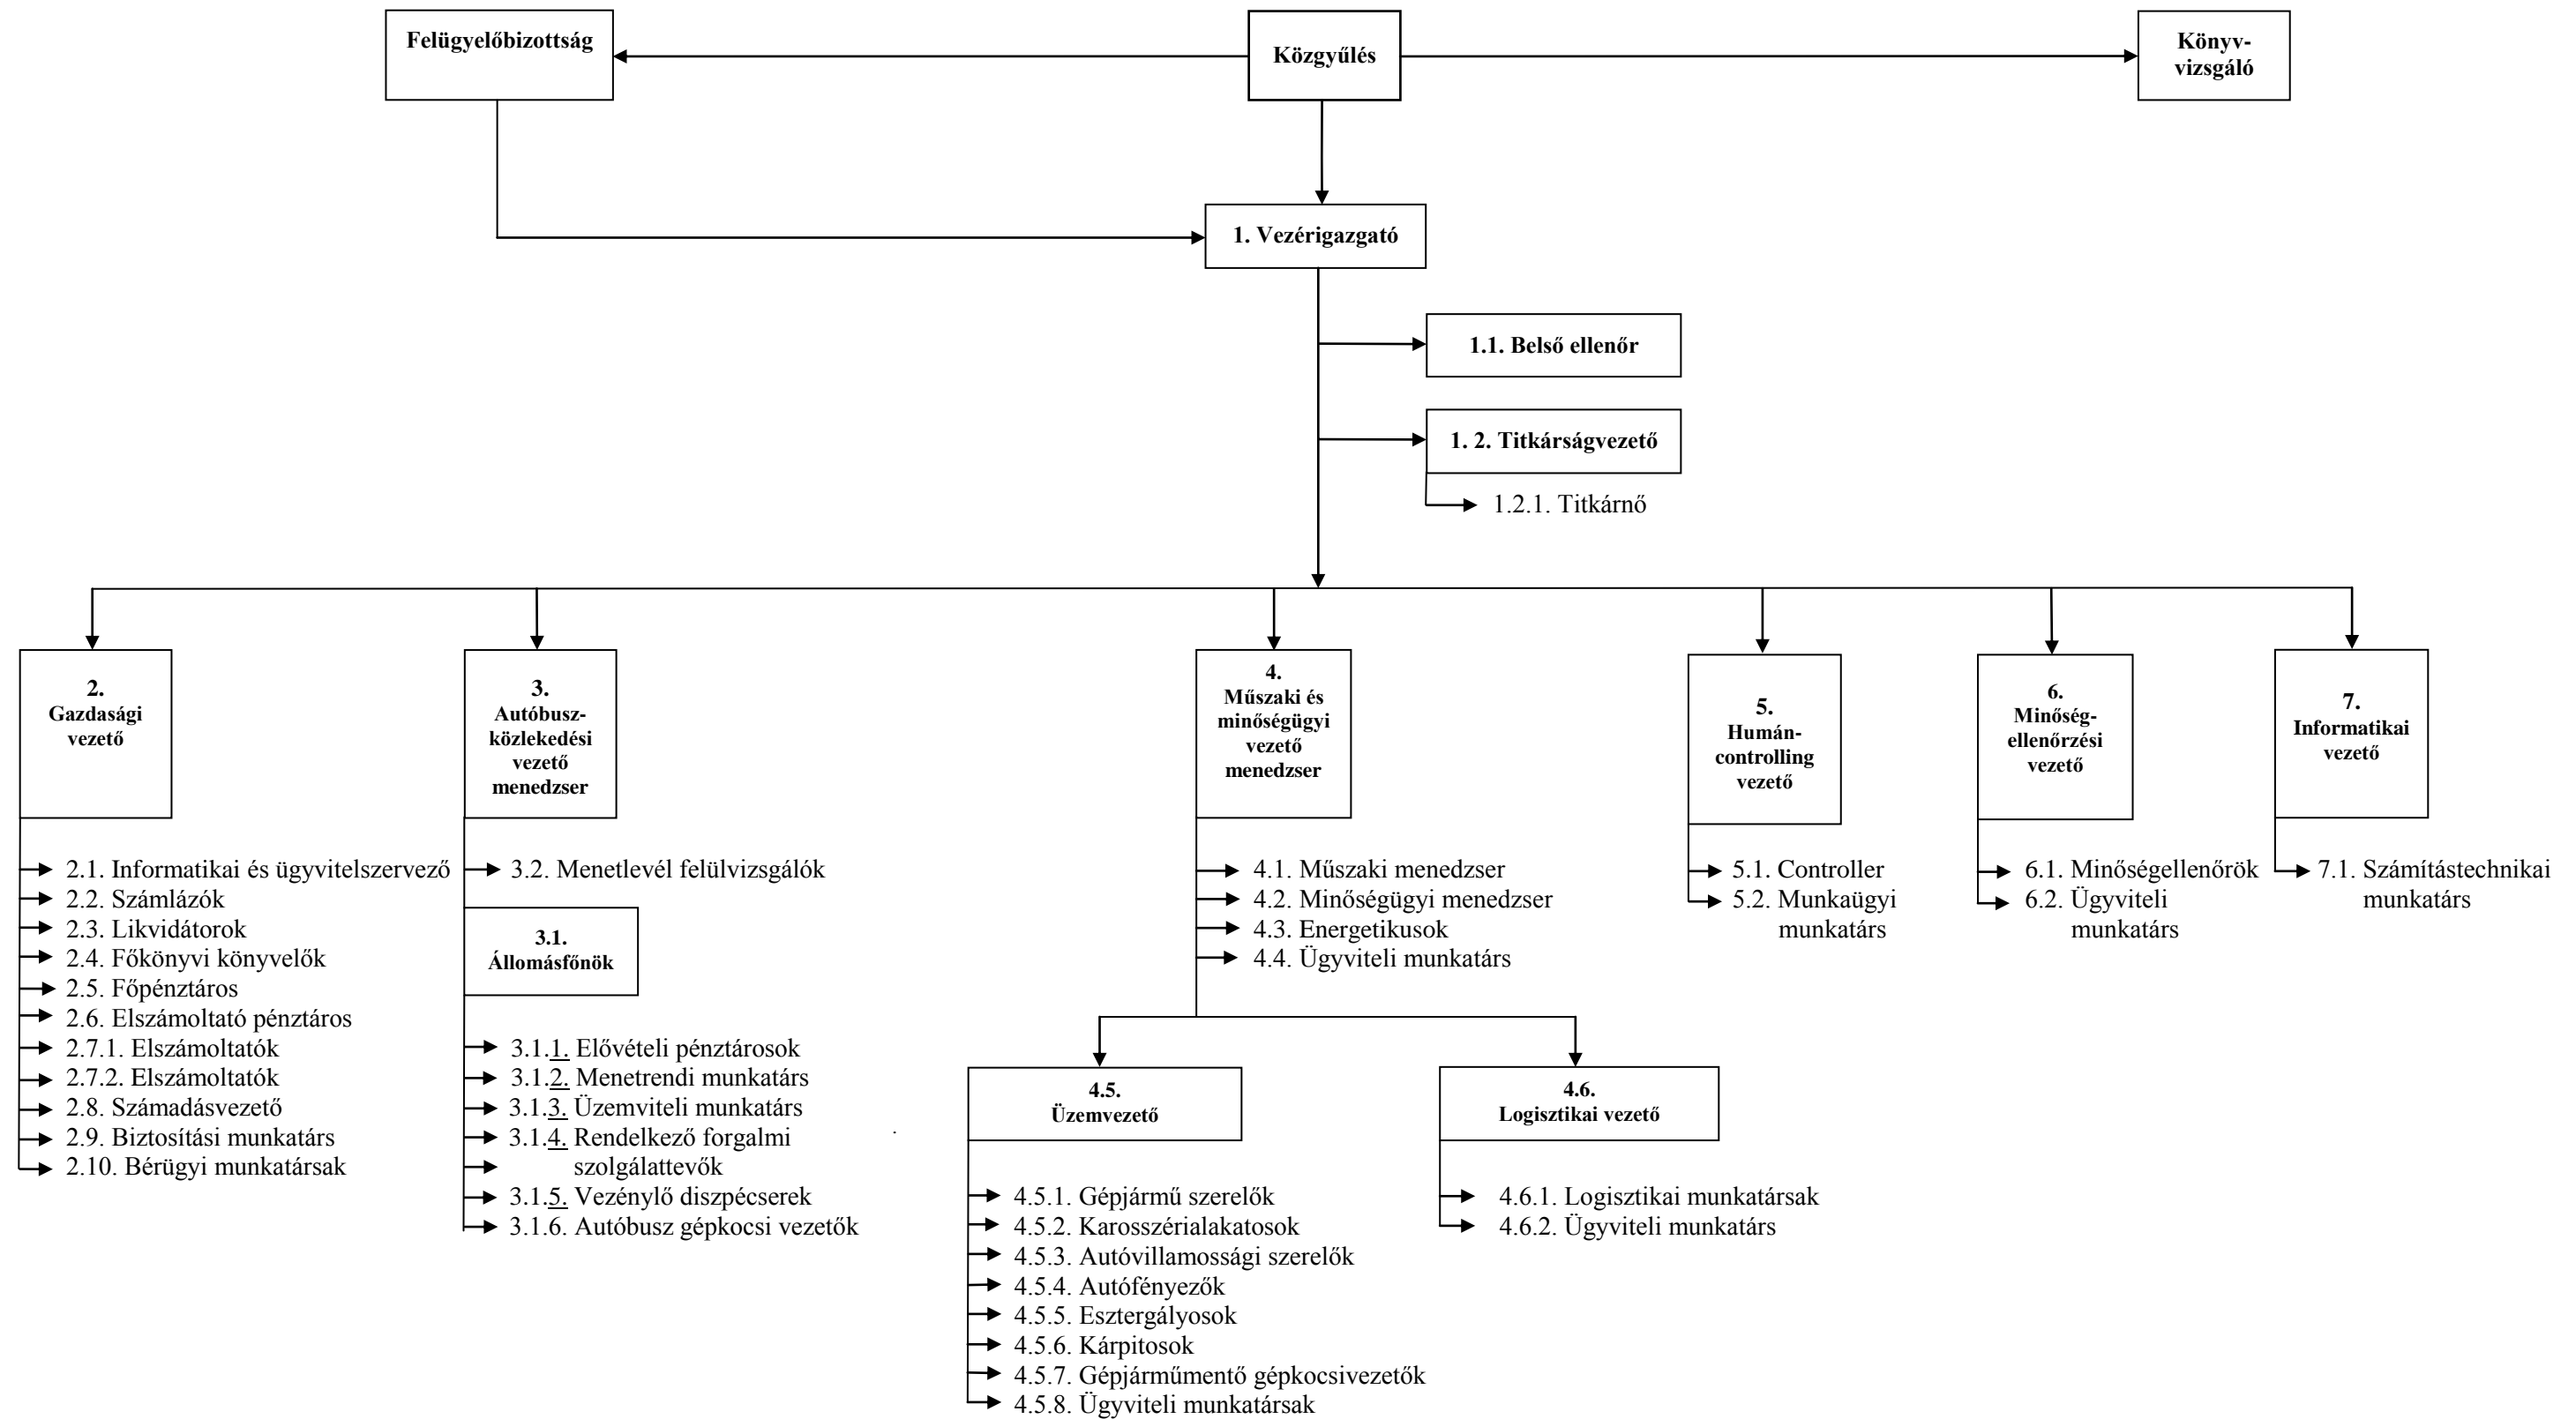 Felügyelőbizottság
Közgyűlés
Könyv-
vizsgáló
1. Vezérigazgató
1.1. Belső ellenőr
1. 2. Titkárságvezető
1.2.1. Titkárnő
2.
Gazdasági
vezető
2.1. Informatikai és ügyvitelszervező
2.2. Számlázók
2.3. Likvidátorok
2.4. Főkönyvi könyvelők
2.5. Főpénztáros
2.6. Elszámoltató pénztáros
2.7.1. Elszámoltatók
2.7.2. Elszámoltatók
2.8. Számadásvezető
2.9. Biztosítási munkatárs
2.10. Bérügyi munkatársak
3.
Autóbusz-
közlekedési
vezető
menedzser
3.2. Menetlevél felülvizsgálók
3.1.
Állomásfőnök
3.1.1. Elővételi pénztárosok
3.1.2. Menetrendi munkatárs
3.1.3. Üzemviteli munkatárs
3.1.4. Rendelkező forgalmi
szolgálattevők
3.1.5. Vezénylő diszpécserek
3.1.6. Autóbusz gépkocsi vezetők
4.
Műszaki és
minőségügyi
vezető
menedzser
4.1. Műszaki menedzser
4.2. Minőségügyi menedzser
4.3. Energetikusok
4.4. Ügyviteli munkatárs
4.5.
Üzemvezető
4.5.1. Gépjármű szerelők
4.5.2. Karosszérialakatosok
4.5.3. Autóvillamossági szerelők
4.5.4. Autófényezők
4.5.5. Esztergályosok
4.5.6. Kárpitosok
4.5.7. Gépjárműmentő gépkocsivezetők
4.5.8. Ügyviteli munkatársak
4.6.
Logisztikai vezető
4.6.1. Logisztikai munkatársak
4.6.2. Ügyviteli munkatárs
5.
Humán-
controlling
vezető
5.1. Controller
5.2. Munkaügyi
munkatárs
6.
Minőség-
ellenőrzési
vezető
6.1. Minőségellenőrök
6.2. Ügyviteli
munkatárs
7.
Informatikai
vezető
7.1. Számítástechnikai
munkatárs